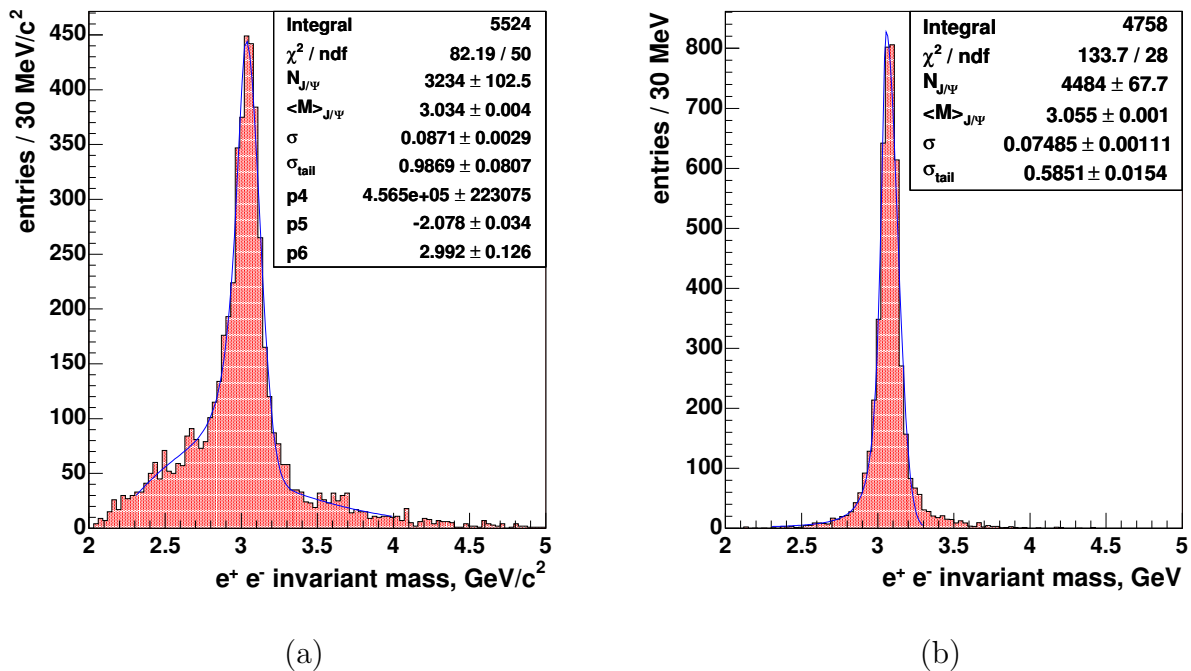 entries / 30 MeV/c²
450
400
350
300
250
200
150
100
50
0
2 2.5 3 3.5 4 4.5 5
e⁺ e⁻ invariant mass, GeV/c²
Integral 5524
χ² / ndf 82.19 / 50
N_J/Ψ 3234 ± 102.5
<M>_J/Ψ 3.034 ± 0.004
σ 0.0871 ± 0.0029
σ_tail 0.9869 ± 0.0807
p4 4.565e+05 ± 223075
p5 -2.078 ± 0.034
p6 2.992 ± 0.126
(a)
entries / 30 MeV
800
700
600
500
400
300
200
100
0
2 2.5 3 3.5 4 4.5 5
e⁺ e⁻ invariant mass, GeV
Integral 4758
χ² / ndf 133.7 / 28
N_J/Ψ 4484 ± 67.7
<M>_J/Ψ 3.055 ± 0.001
σ 0.07485 ± 0.00111
σ_tail 0.5851 ± 0.0154
(b)